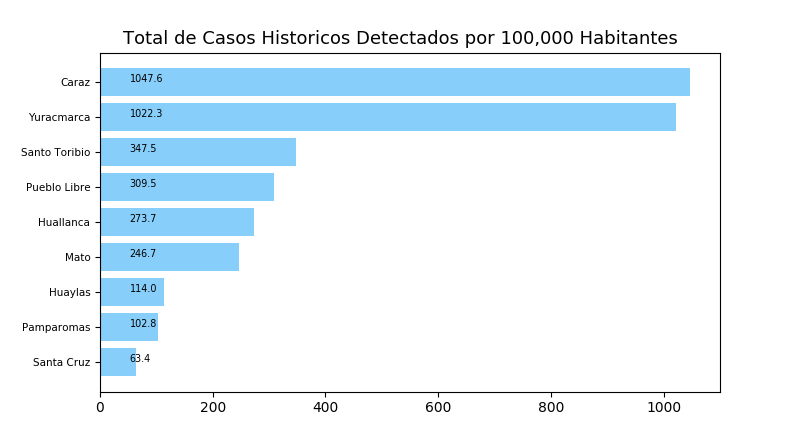 Total de Casos Historicos Detectados por 100,000 Habitantes
Caraz 1047.6
Yuracmarca 1022.3
Santo Toribio 347.5
Pueblo Libre 309.5
Huallanca 273.7
Mato 246.7
Huaylas 114.0
Pamparomas 102.8
Santa Cruz 63.4
0 200 400 600 800 1000